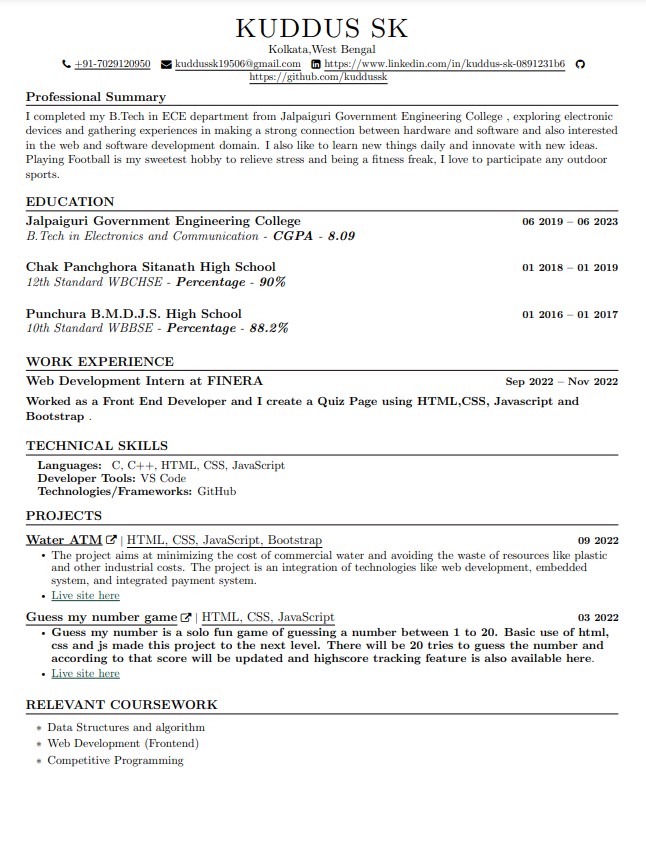 KUDDUS SK
Kolkata,West Bengal
+91-7029120950 kuddussk19506@gmail.com https://www.linkedin.com/in/kuddus-sk-0891231b6
https://github.com/kuddussk
Professional Summary
I completed my B.Tech in ECE department from Jalpaiguri Government Engineering College , exploring electronic
devices and gathering experiences in making a strong connection between hardware and software and also interested
in the web and software development domain. I also like to learn new things daily and innovate with new ideas.
Playing Football is my sweetest hobby to relieve stress and being a fitness freak, I love to participate any outdoor
sports.
EDUCATION
Jalpaiguri Government Engineering College 06 2019 – 06 2023
B.Tech in Electronics and Communication - CGPA - 8.09
Chak Panchghora Sitanath High School 01 2018 – 01 2019
12th Standard WBCHSE - Percentage - 90%
Punchura B.M.D.J.S. High School 01 2016 – 01 2017
10th Standard WBBSE - Percentage - 88.2%
WORK EXPERIENCE
Web Development Intern at FINERA Sep 2022 – Nov 2022
Worked as a Front End Developer and I create a Quiz Page using HTML,CSS, Javascript and
Bootstrap .
TECHNICAL SKILLS
Languages: C, C++, HTML, CSS, JavaScript
Developer Tools: VS Code
Technologies/Frameworks: GitHub
PROJECTS
Water ATM | HTML, CSS, JavaScript, Bootstrap 09 2022
• The project aims at minimizing the cost of commercial water and avoiding the waste of resources like plastic
and other industrial costs. The project is an integration of technologies like web development, embedded
system, and integrated payment system.
• Live site here
Guess my number game | HTML, CSS, JavaScript 03 2022
• Guess my number is a solo fun game of guessing a number between 1 to 20. Basic use of html,
css and js made this project to the next level. There will be 20 tries to guess the number and
according to that score will be updated and highscore tracking feature is also available here.
• Live site here
RELEVANT COURSEWORK
Data Structures and algorithm
Web Development (Frontend)
Competitive Programming